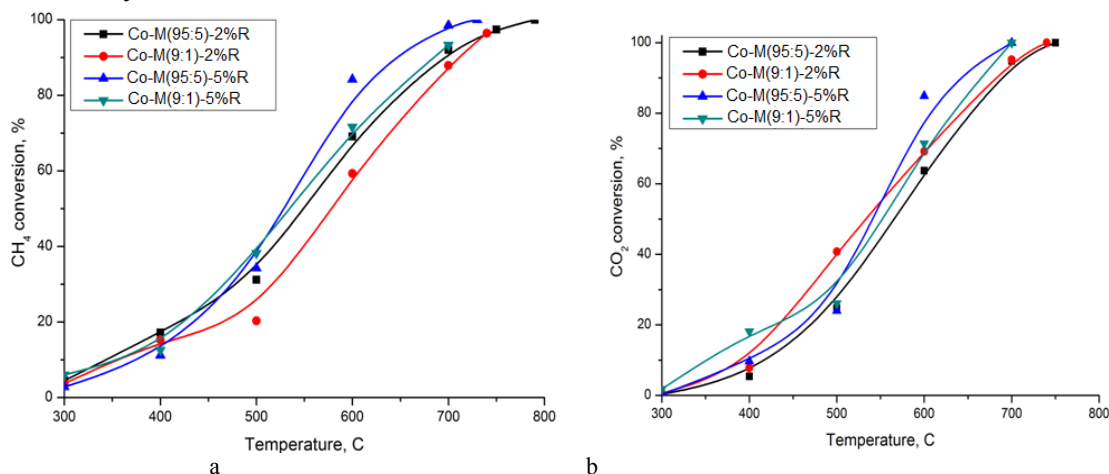 Co-M(95:5)-2%R
Co-M(9:1)-2%R
Co-M(95:5)-5%R
Co-M(9:1)-5%R
CH4 conversion, %
100
80
60
40
20
0
300 400 500 600 700 800
Temperature, C
a
Co-M(95:5)-2%R
Co-M(9:1)-2%R
Co-M(95:5)-5%R
Co-M(9:1)-5%R
CO2 conversion, %
100
80
60
40
20
0
300 400 500 600 700 800
Temperature, C
b